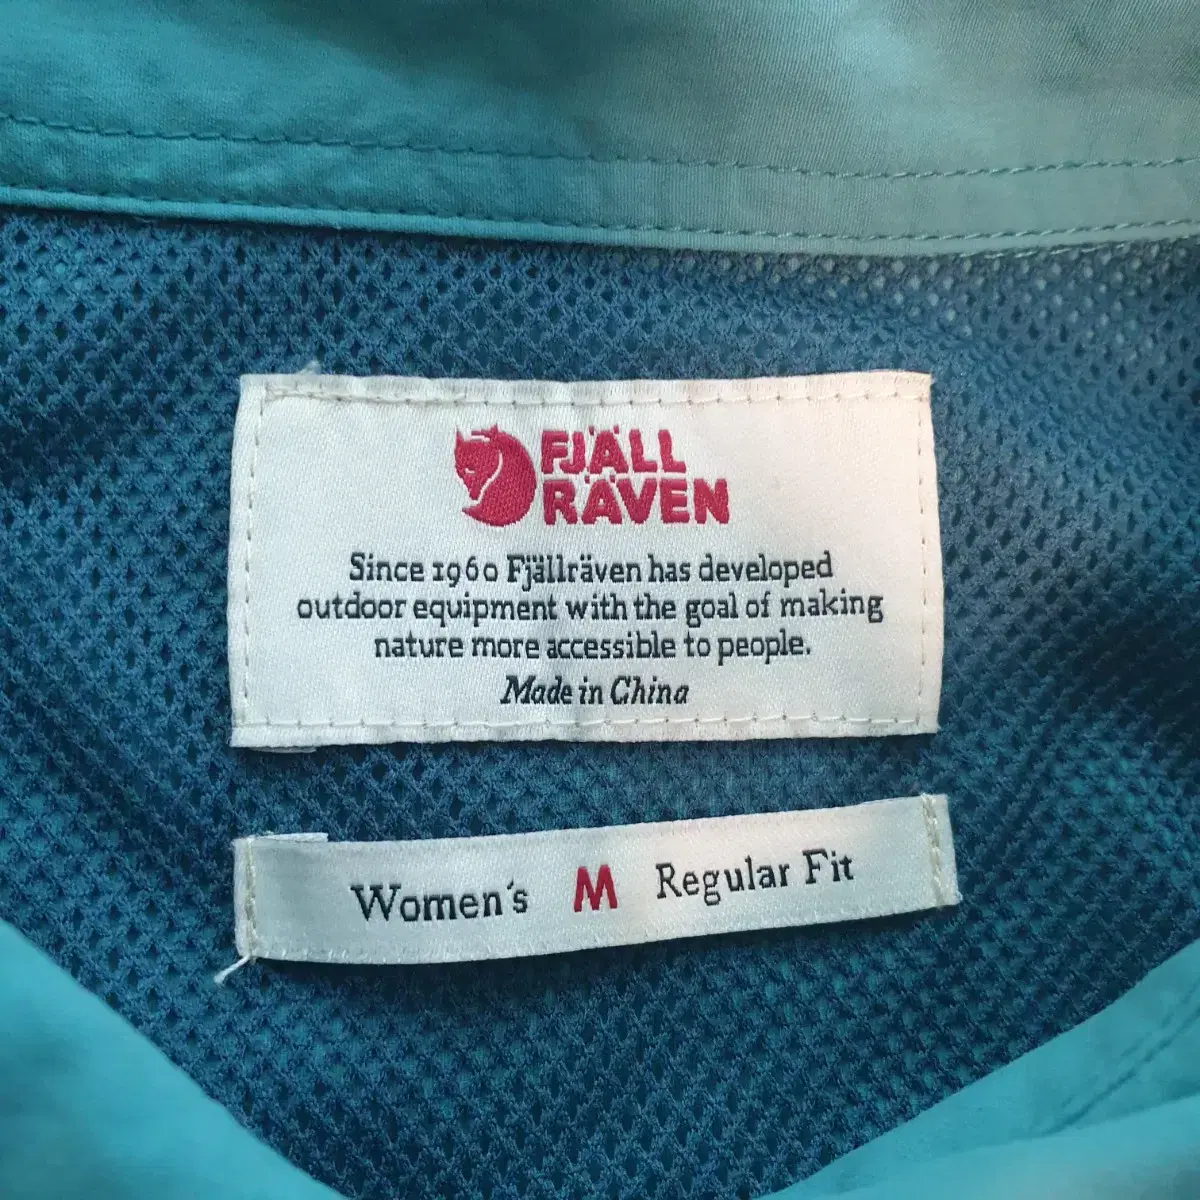 FJÄLL
RÄVEN
Since 1960 Fjällräven has developed
outdoor equipment with the goal of making
nature more accessible to people.
Made in China
Women's M Regular Fit